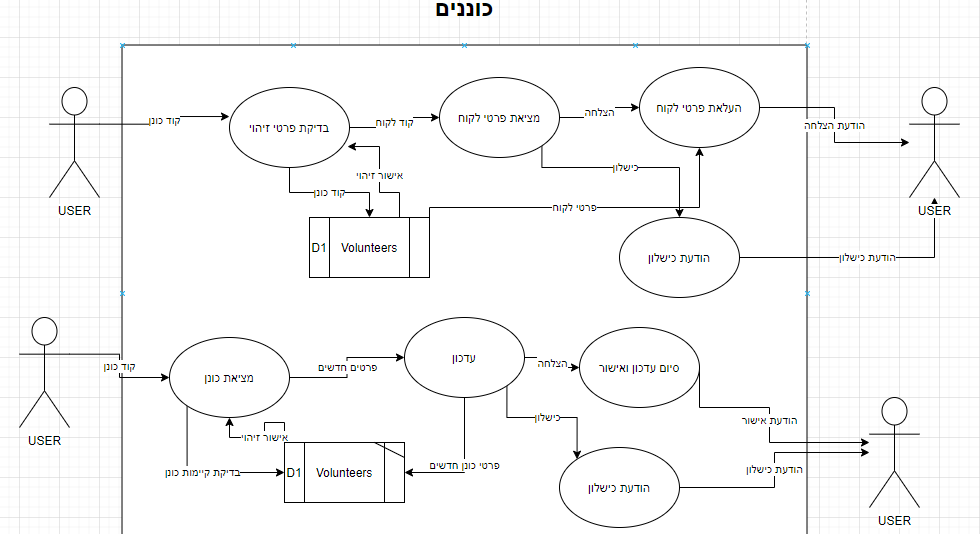 כוננים
קוד כונן
בדיקת פרטי זיהוי
קוד לקוח
מציאת פרטי לקוח
הצלחה
העלאת פרטי לקוח
הודעת הצלחה
USER
USER
אישור זיהוי
קוד כונן
כישלון
פרטי לקוח
D1
Volunteers
הודעת כישלון
הודעת כישלון
USER
קוד כונן
מציאת כונן
פרטים חדשים
עדכון
הצלחה
סיום עדכון ואישור
כישלון
הודעת אישור
אישור זיהוי
בדיקת קיימות כונן
D1
Volunteers
פרטי כונן חדשים
הודעת כישלון
הודעת כישלון
USER